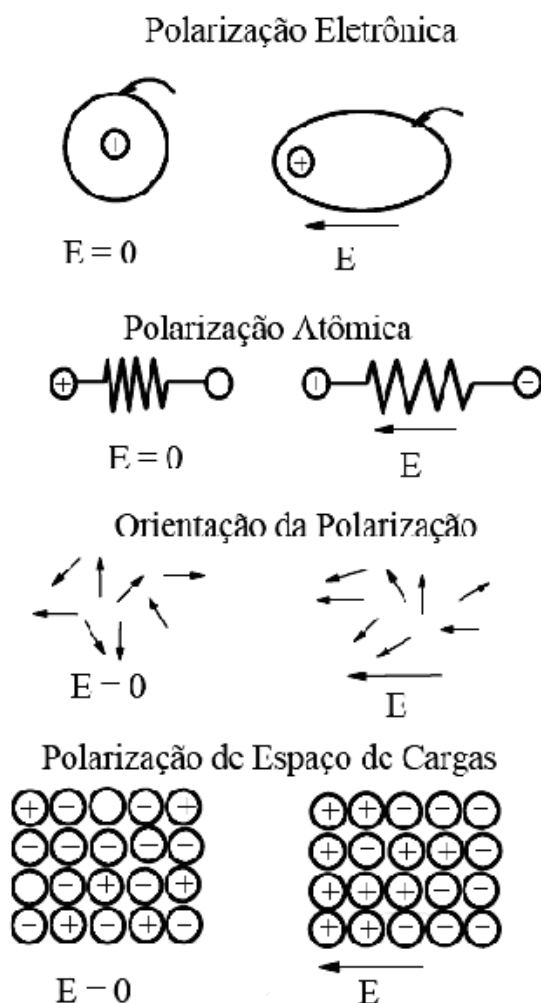 Polarização Eletrônica
E = 0 E
Polarização Atômica
E = 0 E
Orientação da Polarização
E = 0 E
Polarização de Espaço de Cargas
E = 0 E